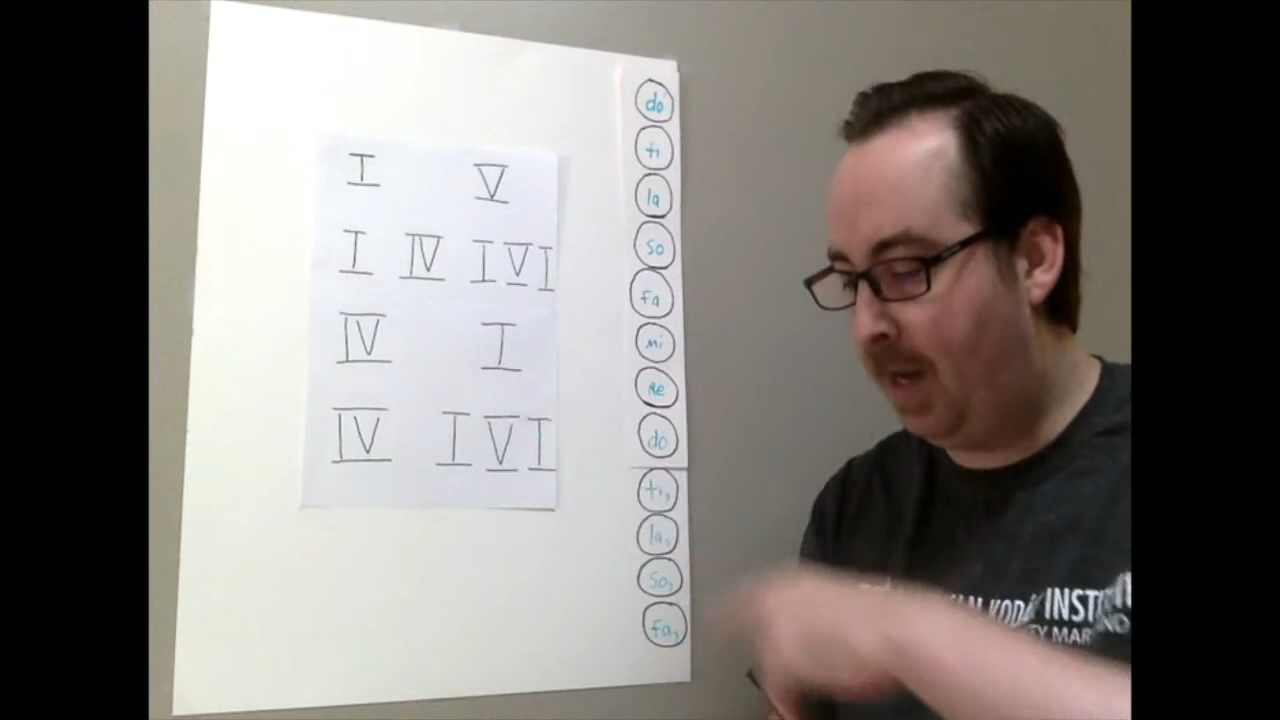 I V
I IV I V I
IV I
IV I V I
do'
ti
la
so
fa
mi
Re
do
ti,
la,
so,
fa,